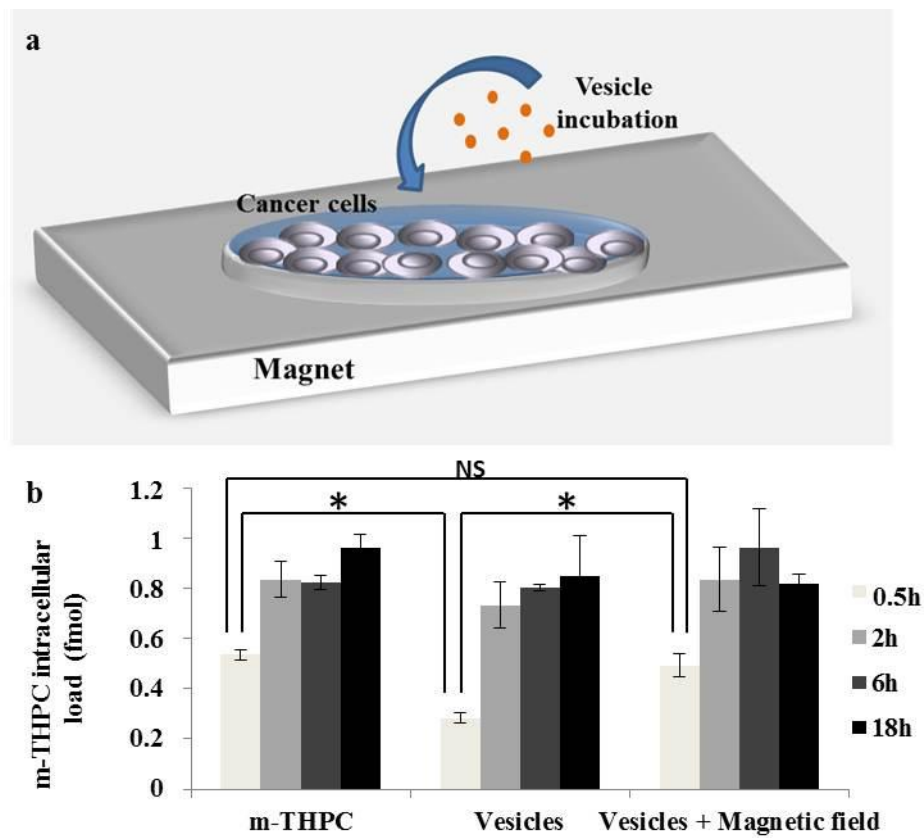 a
Vesicle
incubation
Cancer cells
Magnet
b
NS
*
*
m-THPC intracellular
load (fmol)
1.2
1
0.8
0.6
0.4
0.2
0
0.5h
2h
6h
18h
m-THPC
Vesicles
Vesicles + Magnetic field